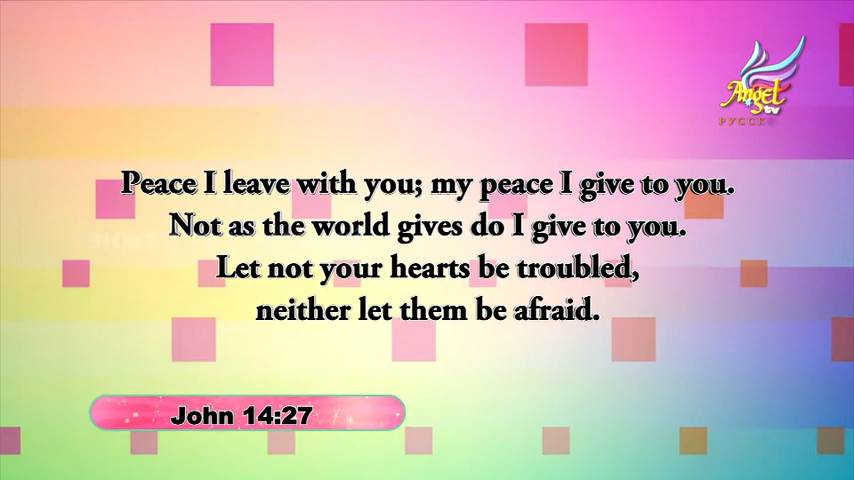 Angel
tv
РУССК
Peace I leave with you; my peace I give to you.
Not as the world gives do I give to you.
Let not your hearts be troubled,
neither let them be afraid.
John 14:27